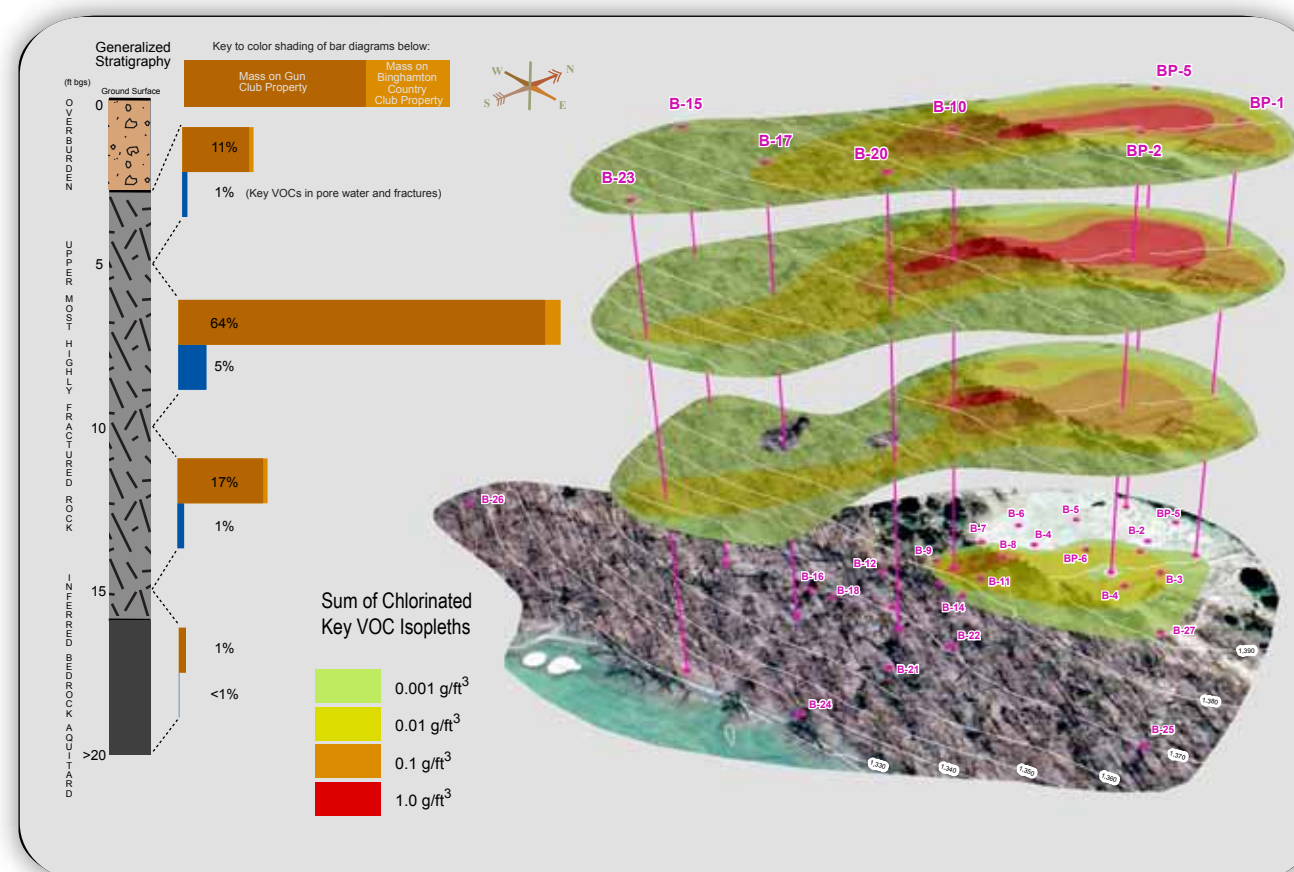 Generalized
Stratigraphy
(ft bgs)
Ground Surface
0
5
10
15
>20
OVERBURDEN
UPPER MOST HIGHLY FRACTURED ROCK
INFERRED BEDROCK AQUITARD
Key to color shading of bar diagrams below:
Mass on Gun
Club Property
Mass on
Binghamton
Country
Club Property
W
N
S
E
11%
1%
(Key VOCs in pore water and fractures)
64%
5%
17%
1%
1%
<1%
Sum of Chlorinated
Key VOC Isopleths
0.001 g/ft³
0.01 g/ft³
0.1 g/ft³
1.0 g/ft³
BP-5
B-15
B-10
BP-1
B-17
B-20
BP-2
B-23
B-26
B-6
B-5
BP-5
B-7
B-4
B-2
B-9
B-8
BP-6
B-12
B-16
B-11
B-3
B-18
B-4
B-14
B-27
B-22
B-21
B-24
B-25
1,390
1,380
1,370
1,360
1,350
1,340
1,330